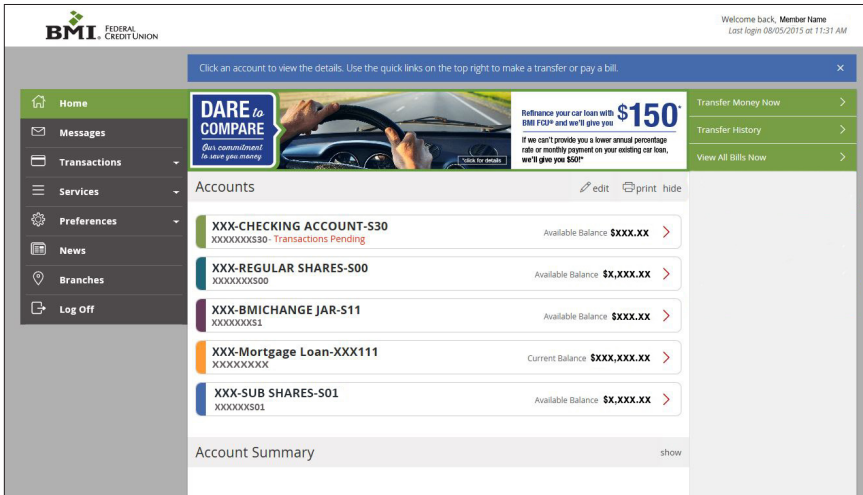 BMI. FEDERAL CREDIT UNION
Welcome back, Member Name
Last login 08/05/2015 at 11:31 AM
Click an account to view the details. Use the quick links on the top right to make a transfer or pay a bill.
Home
Messages
Transactions
Services
Preferences
News
Branches
Log Off
DARE to
COMPARE
Our commitment
to save you money
*click for details
Refinance your car loan with $150*
BMI FCU® and we'll give you
If we can't provide you a lower annual percentage
rate or monthly payment on your existing car loan,
we'll give you $50!*
Transfer Money Now
Transfer History
View All Bills Now
Accounts
edit print hide
XXX-CHECKING ACCOUNT-S30
XXXXXXXS30- Transactions Pending
Available Balance $XXX.XX
XXX-REGULAR SHARES-S00
XXXXXXXS00
Available Balance $X,XXX.XX
XXX-BMICHANGE JAR-S11
XXXXXXXS1
Available Balance $XXX.XX
XXX-Mortgage Loan-XXX111
XXXXXXXX
Current Balance $XXX,XXX.XX
XXX-SUB SHARES-S01
XXXXXXS01
Available Balance $X,XXX.XX
Account Summary
show